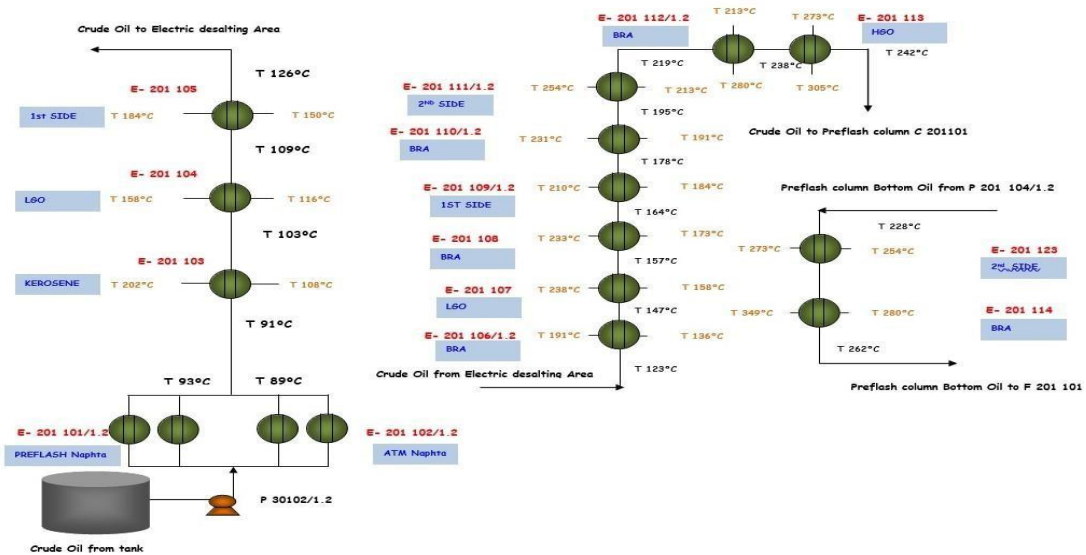 Crude Oil to Electric desalting Area
T 126°C
E- 201 105
1st SIDE
T 184°C
T 150°C
T 109°C
E- 201 104
LGO
T 158°C
T 116°C
T 103°C
E- 201 103
KEROSENE
T 202°C
T 108°C
T 91°C
T 93°C
T 89°C
E- 201 101/1.2
PREFLASH Naphta
E- 201 102/1.2
ATM Naphta
P 30102/1.2
Crude Oil from tank
E- 201 112/1.2
BRA
T 213°C
T 273°C
E- 201 113
HGO
T 219°C
T 238°C
T 242°C
T 280°C
T 305°C
E- 201 111/1.2
2ND SIDE
T 254°C
T 213°C
T 195°C
Crude Oil to Preflash column C 201101
E- 201 110/1.2
BRA
T 231°C
T 191°C
T 178°C
E- 201 109/1.2
1ST SIDE
T 210°C
T 184°C
T 164°C
E- 201 108
BRA
T 233°C
T 173°C
T 157°C
E- 201 107
LGO
T 238°C
T 158°C
T 147°C
E- 201 106/1.2
BRA
T 191°C
T 136°C
T 123°C
Crude Oil from Electric desalting Area
Preflash column Bottom Oil from P 201 104/1.2
T 228°C
T 273°C
T 254°C
E- 201 123
2nd SIDE
T 349°C
T 280°C
E- 201 114
BRA
T 262°C
Preflash column Bottom Oil to F 201 101